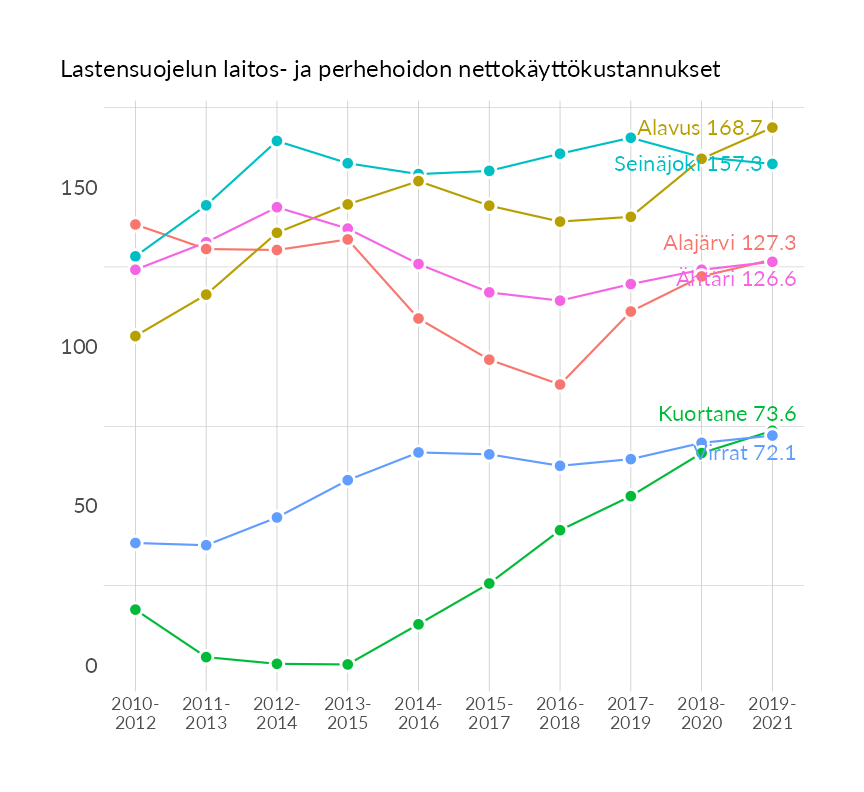 Lastensuojelun laitos- ja perhehoidon nettokäyttökustannukset
Alavus 168.7
Seinäjoki 157.3
150
Alajärvi 127.3
Ähtäri 126.6
100
Kuortane 73.6
Virrat 72.1
50
0
2010- 2011- 2012- 2013- 2014- 2015- 2016- 2017- 2018- 2019-
2012 2013 2014 2015 2016 2017 2018 2019 2020 2021